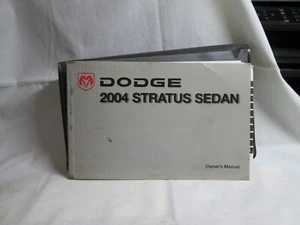 DODGE
2004 STRATUS SEDAN
Owner's Manual